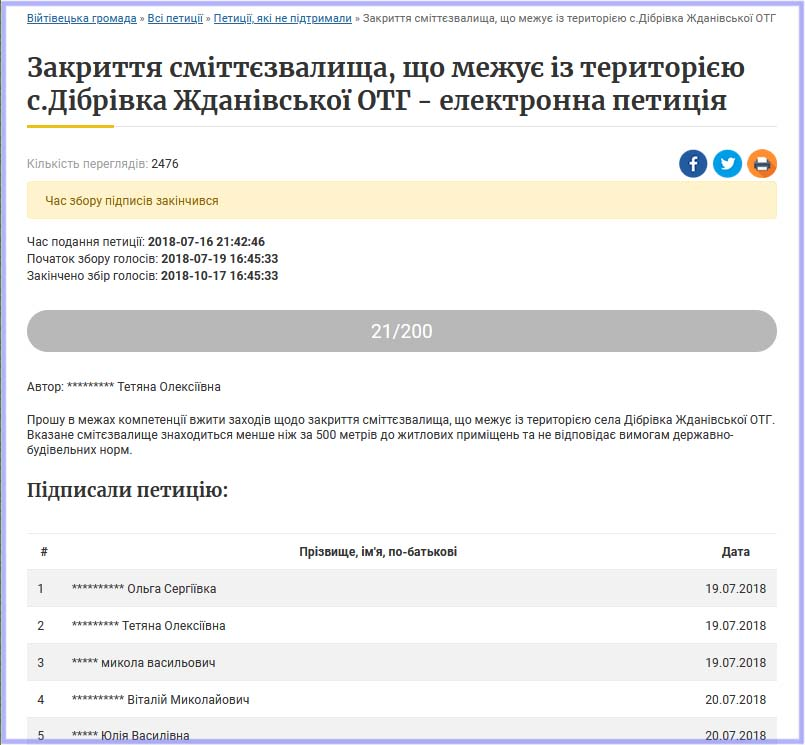 Війтівецька громада » Всі петиції » Петиції, які не підтримали » Закриття сміттєзвалища, що межує із територією с.Дібрівка Жданівської ОТГ
Закриття сміттєзвалища, що межує із територією
с.Дібрівка Жданівської ОТГ - електронна петиція
Кількість переглядів: 2476
Час збору підписів закінчився
Час подання петиції: 2018-07-16 21:42:46
Початок збору голосів: 2018-07-19 16:45:33
Закінчено збір голосів: 2018-10-17 16:45:33
21/200
Автор: ********* Тетяна Олексіївна
Прошу в межах компетенції вжити заходів щодо закриття сміттєзвалища, що межує із територією села Дібрівка Жданівської ОТГ.
Вказане смітєзвалище знаходиться менше ніж за 500 метрів до житлових приміщень та не відповідає вимогам державно-
будівельних норм.
Підписали петицію:
# Прізвище, ім'я, по-батькові Дата
1 ********** Ольга Сергіївка 19.07.2018
2 ********* Тетяна Олексіївна 19.07.2018
3 ***** микола васильович 19.07.2018
4 ********** Віталій Миколайович 20.07.2018
5 ***** Юлія Василівна 20.07.2018